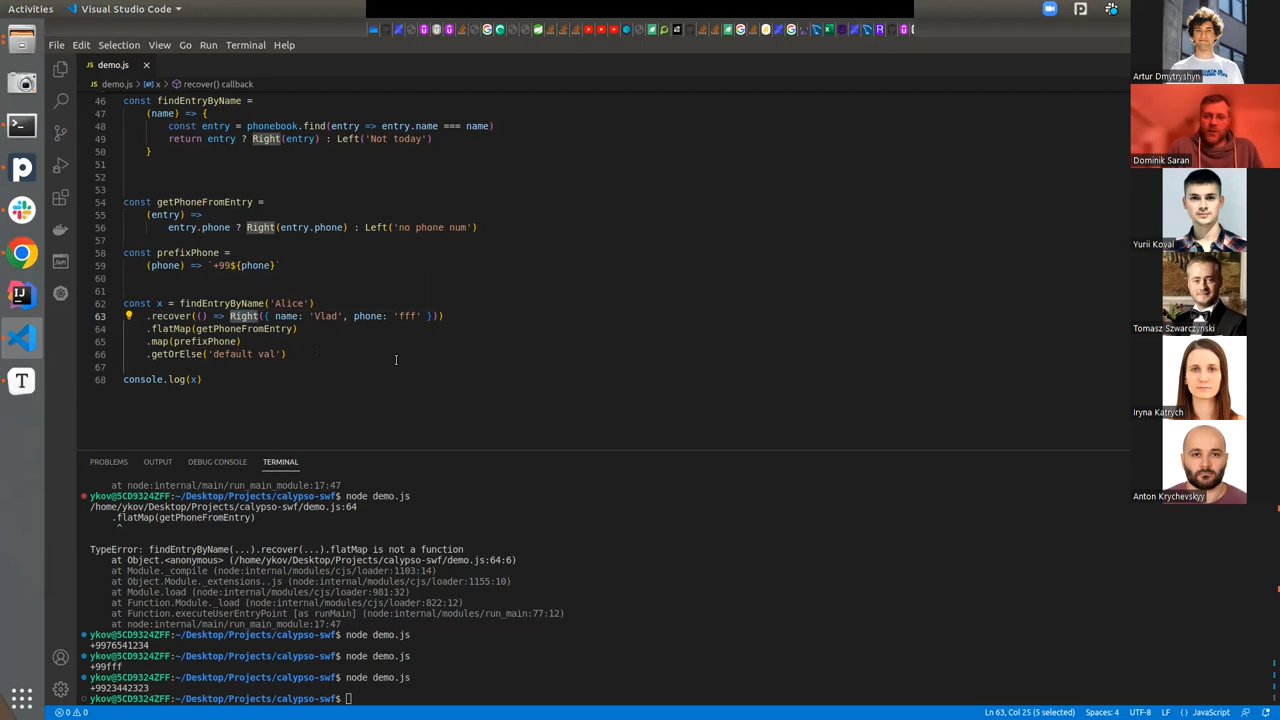 Activities
Visual Studio Code
File Edit Selection View Go Run Terminal Help
demo.js
demo.js > x > recover() callback
46 const findEntryByName =
47 (name) => {
48 const entry = phonebook.find(entry => entry.name === name)
49 return entry ? Right(entry) : Left('Not today')
50 }
51
52
53
54 const getPhoneFromEntry =
55 (entry) =>
56 entry.phone ? Right(entry.phone) : Left('no phone num')
57
58 const prefixPhone =
59 (phone) => `+99${phone}`
60
61
62 const x = findEntryByName('Alice')
63 .recover(() => Right({ name: 'Vlad', phone: 'fff' }))
64 .flatMap(getPhoneFromEntry)
65 .map(prefixPhone)
66 .getOrElse('default val')
67
68 console.log(x)
PROBLEMS OUTPUT DEBUG CONSOLE TERMINAL
at node:internal/main/run_main_module:17:47
ykov@5CD9324ZFF:~/Desktop/Projects/calypso-swf$ node demo.js
/home/ykov/Desktop/Projects/calypso-swf/demo.js:64
.flatMap(getPhoneFromEntry)
^
TypeError: findEntryByName(...).recover(...).flatMap is not a function
at Object.<anonymous> (/home/ykov/Desktop/Projects/calypso-swf/demo.js:64:6)
at Module._compile (node:internal/modules/cjs/loader:1103:14)
at Object.Module._extensions..js (node:internal/modules/cjs/loader:1155:10)
at Module.load (node:internal/modules/cjs/loader:981:32)
at Function.Module._load (node:internal/modules/cjs/loader:822:12)
at Function.executeUserEntryPoint [as runMain] (node:internal/modules/run_main:77:12)
at node:internal/main/run_main_module:17:47
ykov@5CD9324ZFF:~/Desktop/Projects/calypso-swf$ node demo.js
+9976541234
ykov@5CD9324ZFF:~/Desktop/Projects/calypso-swf$ node demo.js
+99fff
ykov@5CD9324ZFF:~/Desktop/Projects/calypso-swf$ node demo.js
+9923442323
ykov@5CD9324ZFF:~/Desktop/Projects/calypso-swf$
0 0
Ln 63, Col 25 (5 selected) Spaces: 4 UTF-8 LF {} JavaScript
Artur Dmytryshyn
Dominik Saran
Yurii Koval
Tomasz Szwarczyński
Iryna Katrych
Anton Krychevskyy